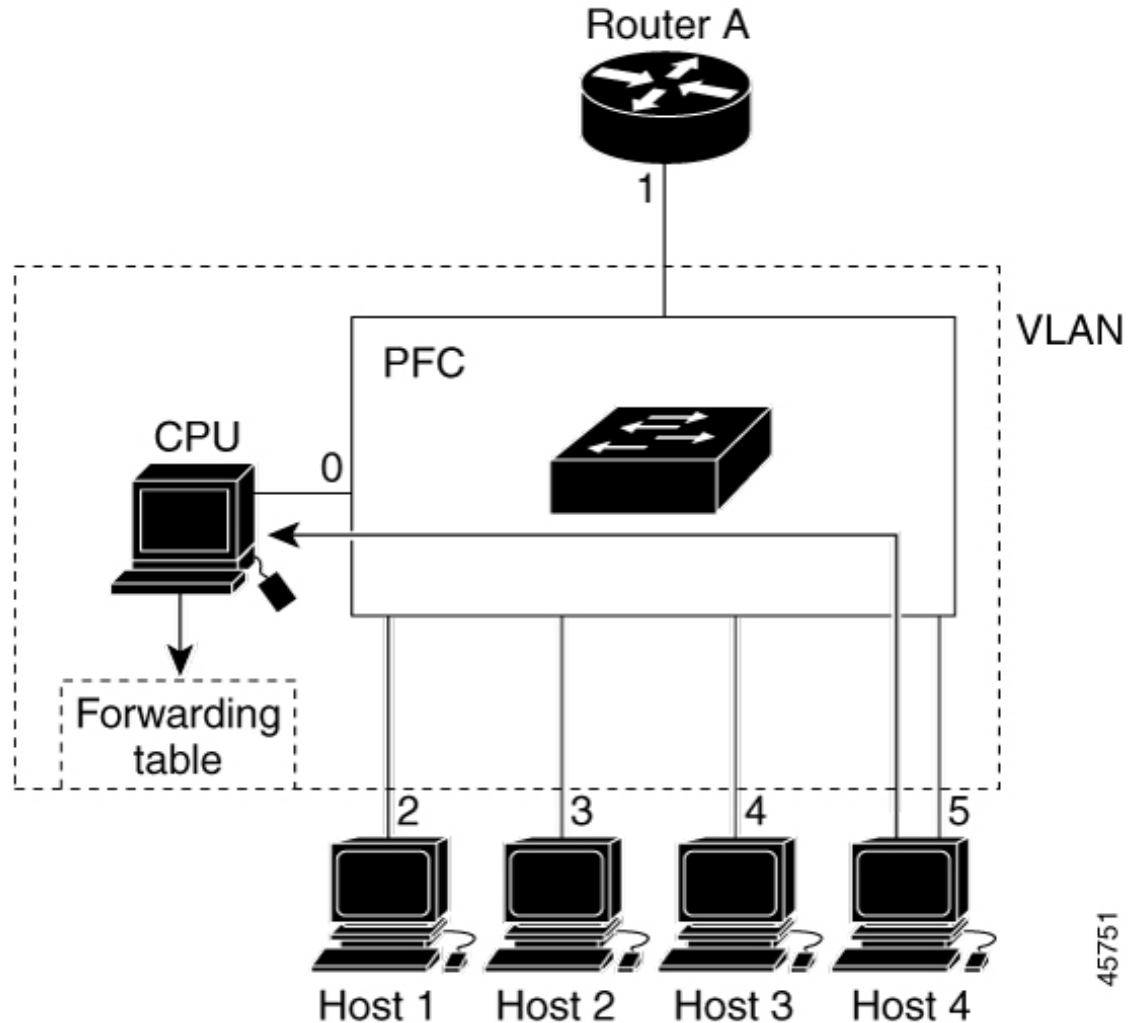 Router A
1
VLAN
PFC
CPU
0
Forwarding
table
2
3
4
5
Host 1
Host 2
Host 3
Host 4
45751